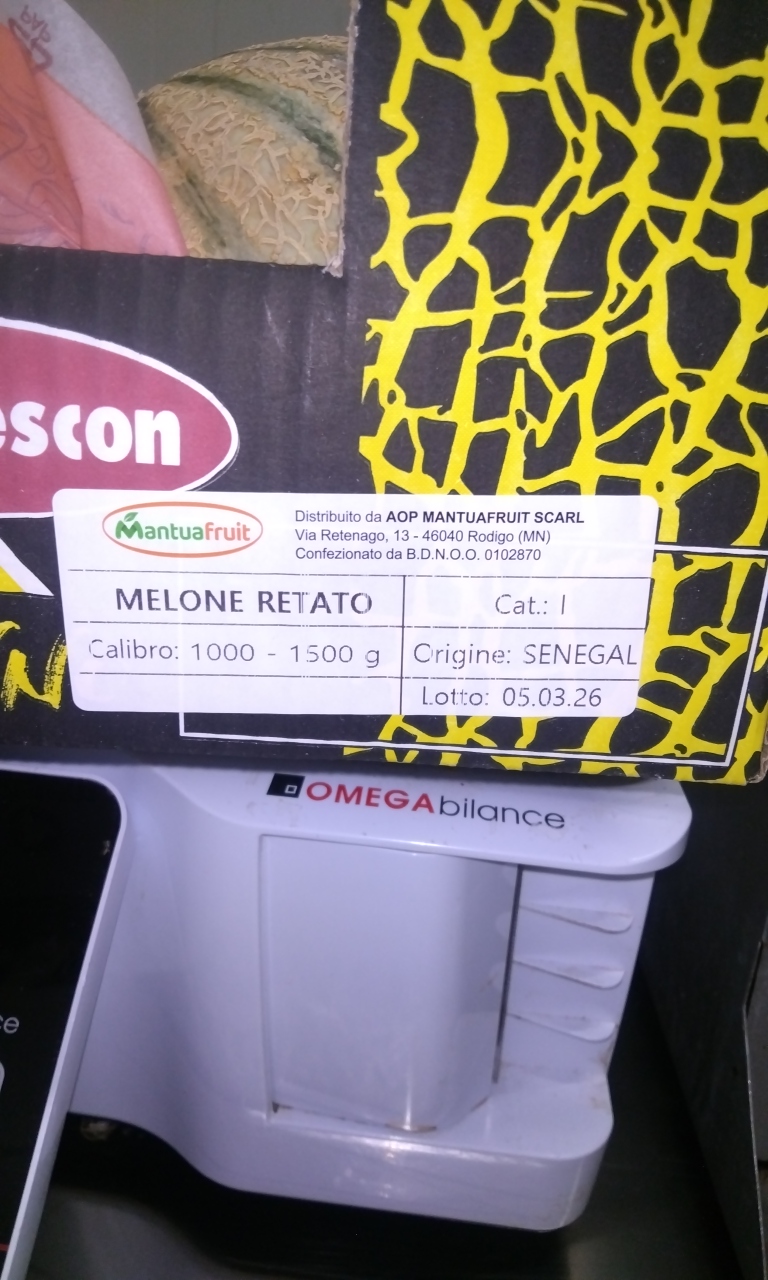 escon
Mantuafruit
Distribuito da AOP MANTUAFRUIT SCARL
Via Retenago, 13 - 46040 Rodigo (MN)
Confezionato da B.D.N.O.O. 0102870
MELONE RETATO
Cat.: I
Calibro: 1000 - 1500 g
Origine: SENEGAL
Lotto: 05.03.26
OMEGAbilance